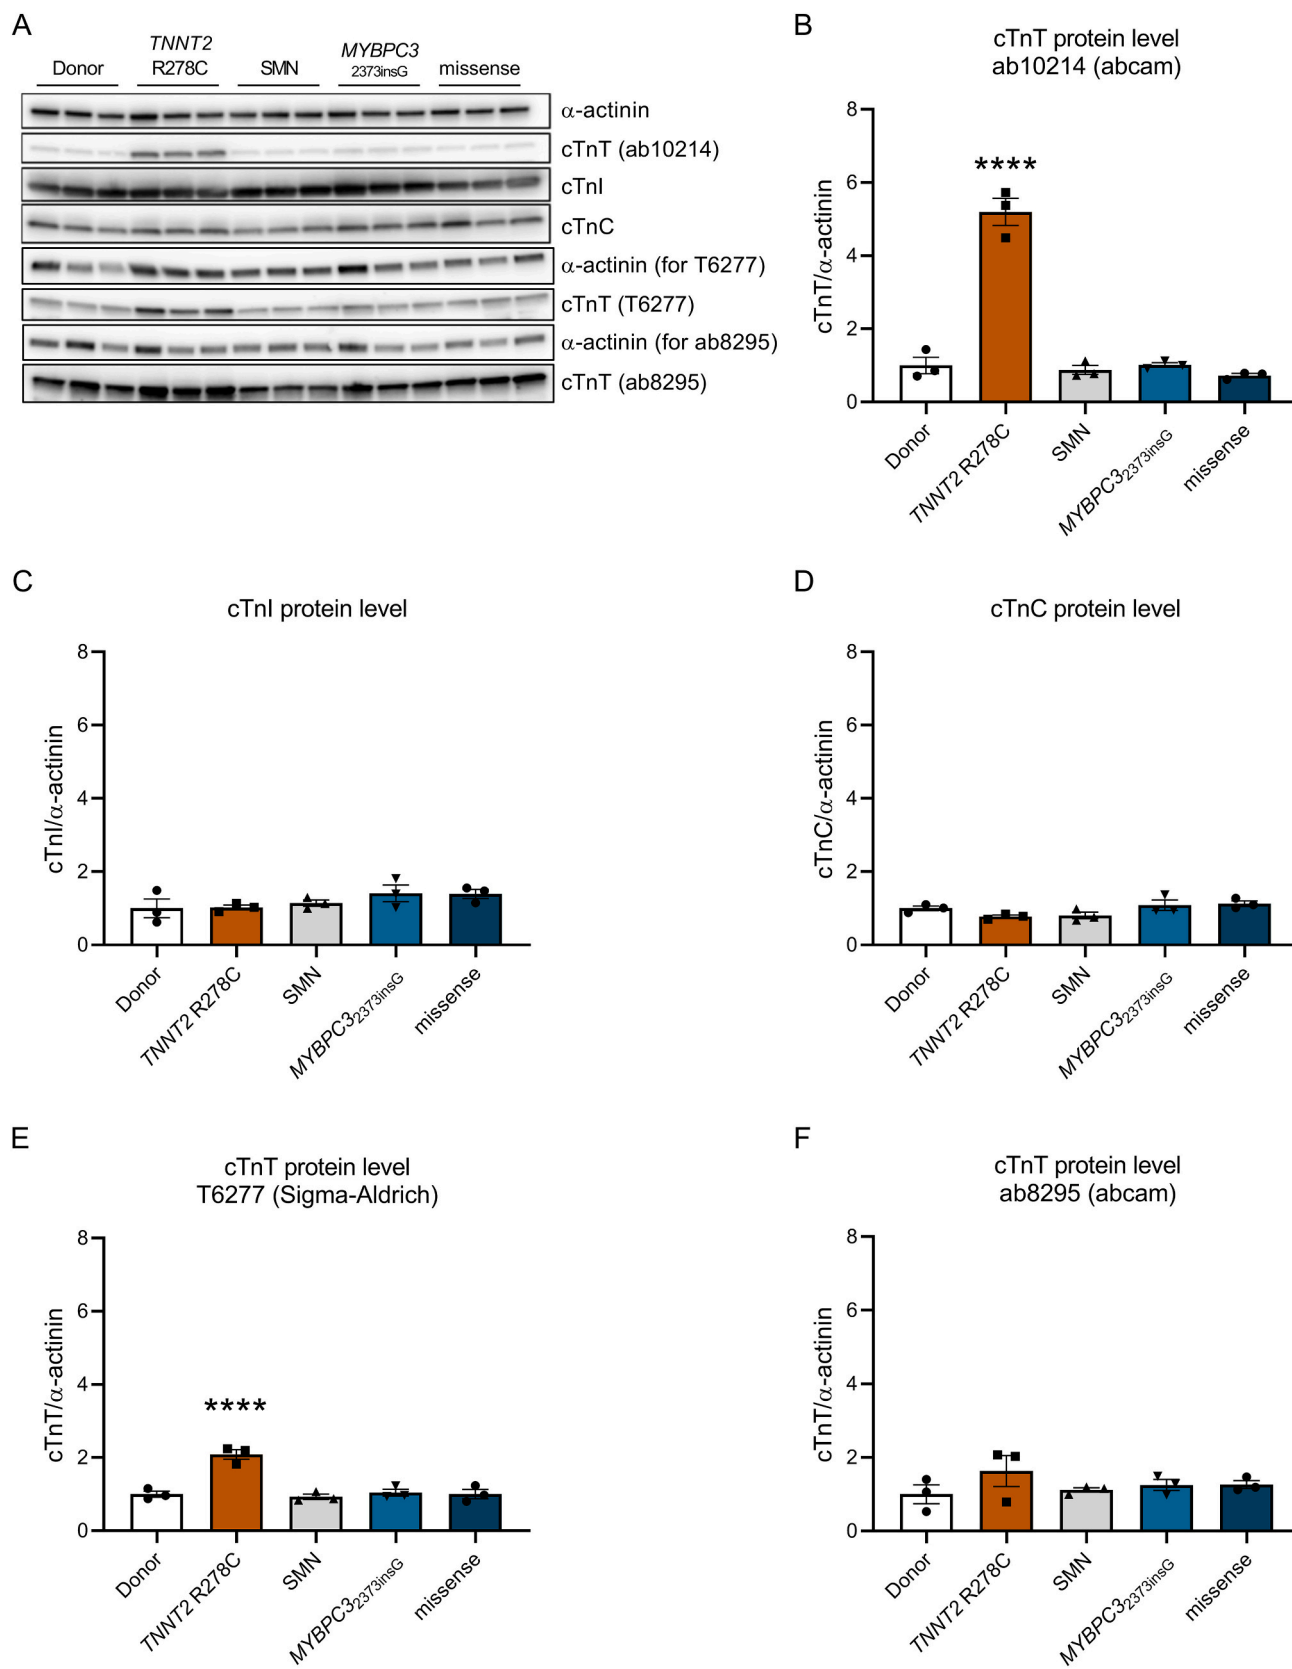 A
Donor
TNNT2
R278C
SMN
MYBPC3
2373insG
missense
α-actinin
cTnT (ab10214)
cTnI
cTnC
α-actinin (for T6277)
cTnT (T6277)
α-actinin (for ab8295)
cTnT (ab8295)
B
cTnT protein level
ab10214 (abcam)
cTnT/α-actinin
8
6
4
2
0
****
Donor
TNNT2 R278C
SMN
MYBPC32373insG
missense
C
cTnI protein level
cTnI/α-actinin
8
6
4
2
0
Donor
TNNT2 R278C
SMN
MYBPC32373insG
missense
D
cTnC protein level
cTnC/α-actinin
8
6
4
2
0
Donor
TNNT2 R278C
SMN
MYBPC32373insG
missense
E
cTnT protein level
T6277 (Sigma-Aldrich)
cTnT/α-actinin
8
6
4
2
0
****
Donor
TNNT2 R278C
SMN
MYBPC32373insG
missense
F
cTnT protein level
ab8295 (abcam)
cTnT/α-actinin
8
6
4
2
0
Donor
TNNT2 R278C
SMN
MYBPC32373insG
missense